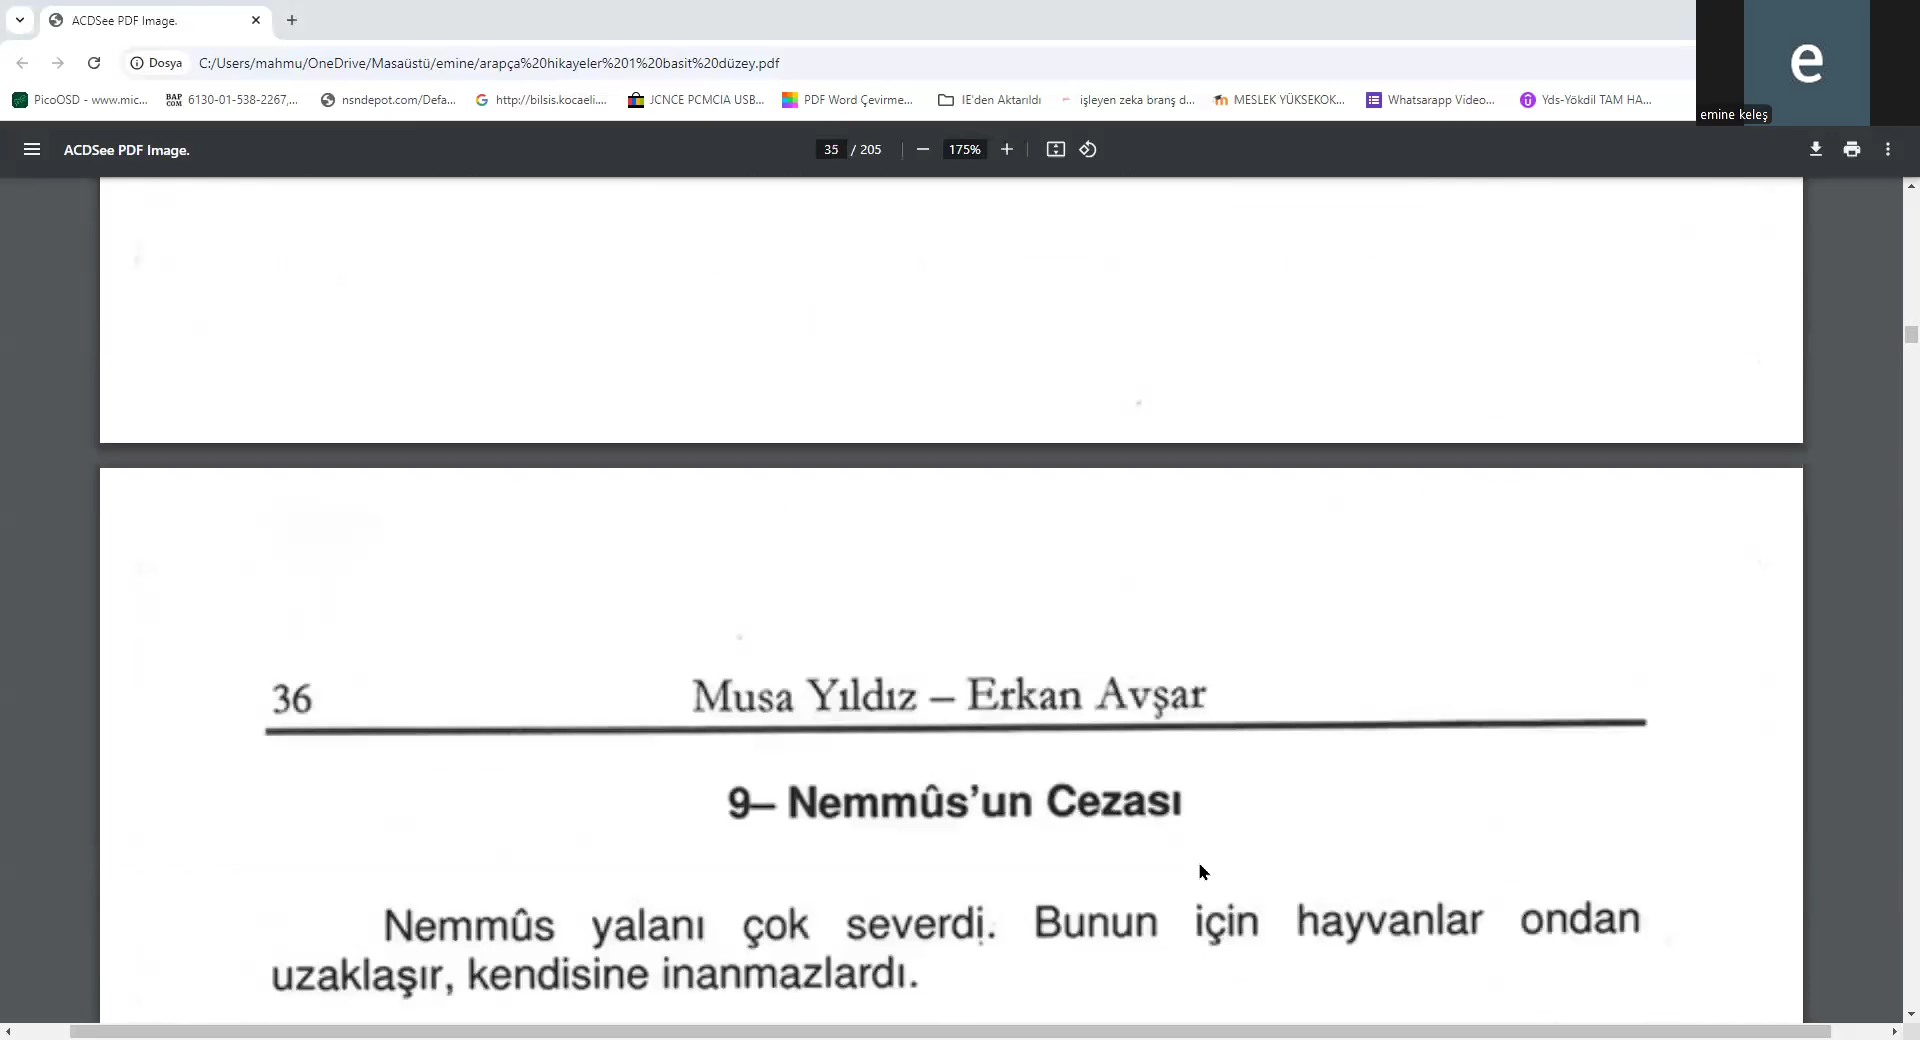 ACDSee PDF Image.
Dosya
C:/Users/mahmu/OneDrive/Masaüstü/emine/arapça%20hikayeler%201%20basit%20düzey.pdf
PicoOSD - www.mic...
BAP COM 6130-01-538-2267,...
nsndepot.com/Defa...
http://bilsis.kocaeli....
JCNCE PCMCIA USB...
PDF Word Çevirme...
IE'den Aktarıldı
işleyen zeka branş d...
MESLEK YÜKSEKOK...
Whatsarapp Video...
Yds-Yökdil TAM HA...
e
emine keleş
ACDSee PDF Image.
35 / 205
175%
36
Musa Yıldız – Erkan Avşar
9– Nemmûs'un Cezası
Nemmûs yalanı çok severdi. Bunun için hayvanlar ondan
uzaklaşır, kendisine inanmazlardı.